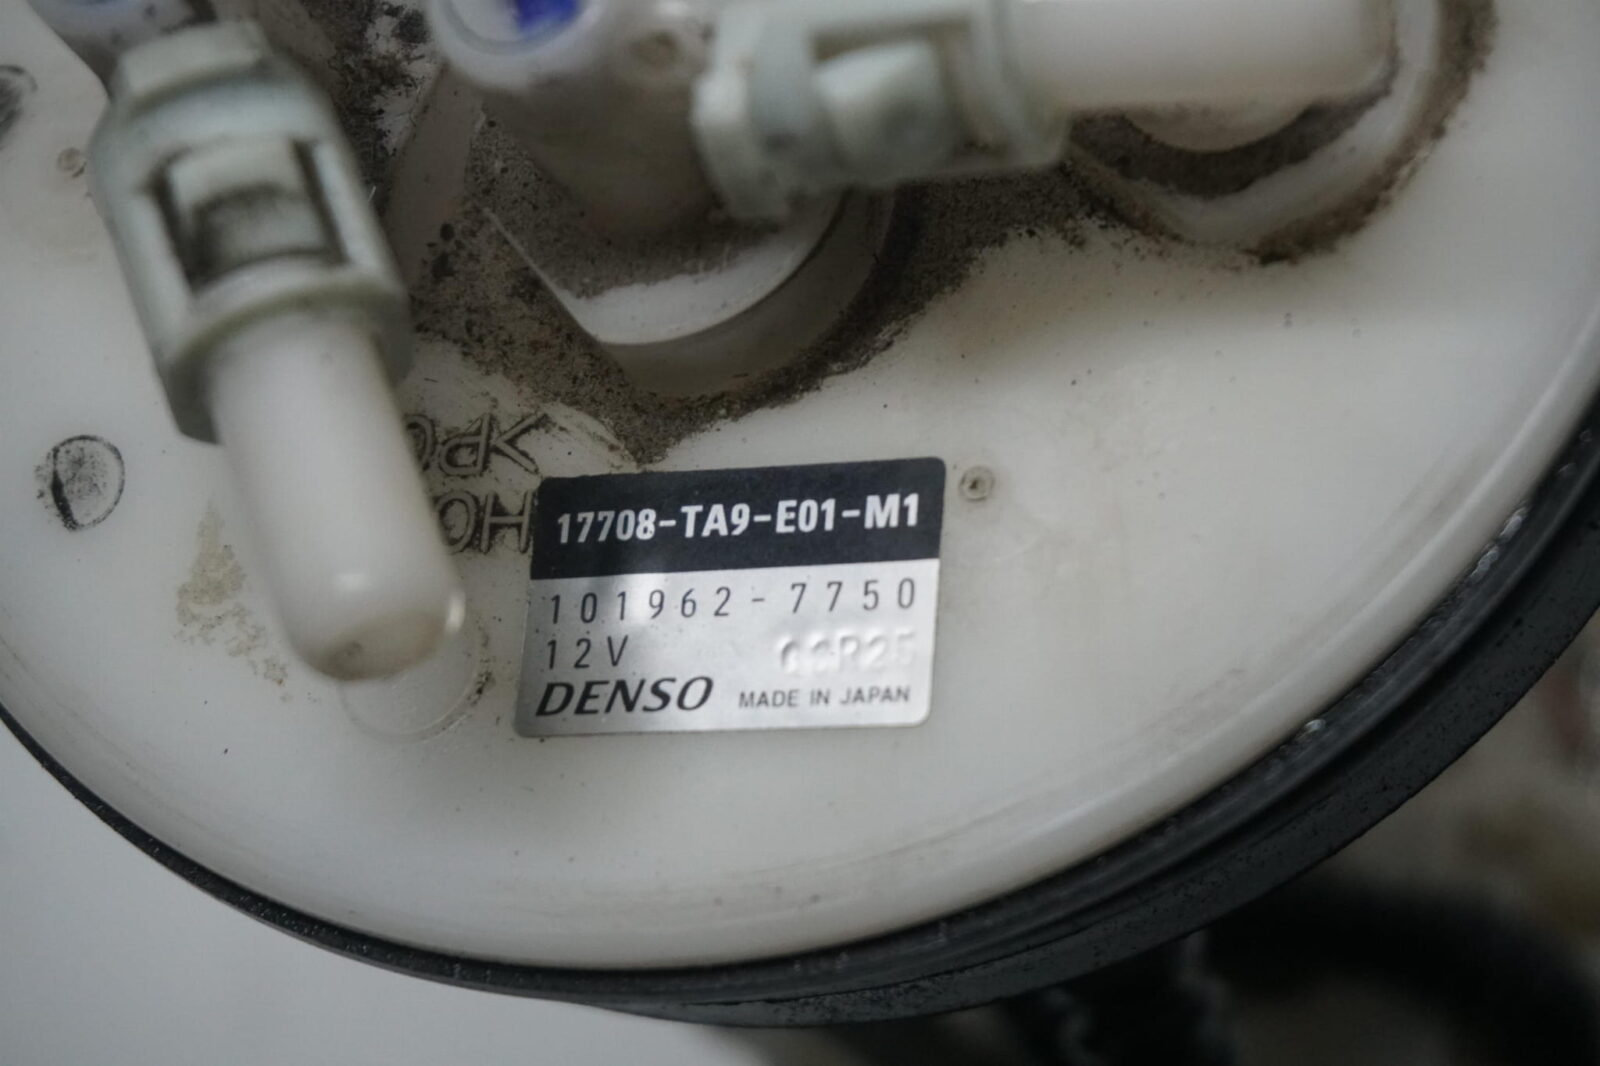 17708-TA9-E01-M1
101962-7750
12V
DENSO MADE IN JAPAN